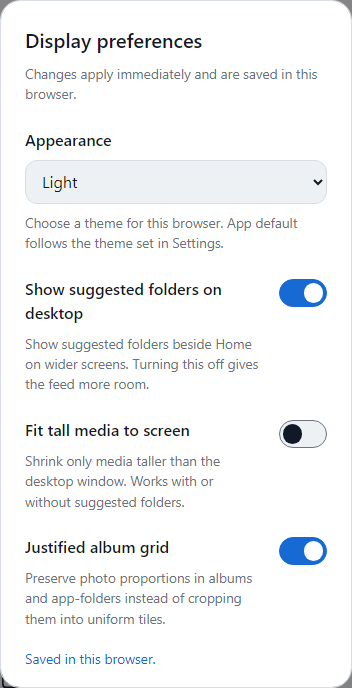 Display preferences
Changes apply immediately and are saved in this
browser.
Appearance
Light
Choose a theme for this browser. App default
follows the theme set in Settings.
Show suggested folders on
desktop
Show suggested folders beside Home
on wider screens. Turning this off gives
the feed more room.
Fit tall media to screen
Shrink only media taller than the
desktop window. Works with or
without suggested folders.
Justified album grid
Preserve photo proportions in albums
and app-folders instead of cropping
them into uniform tiles.
Saved in this browser.